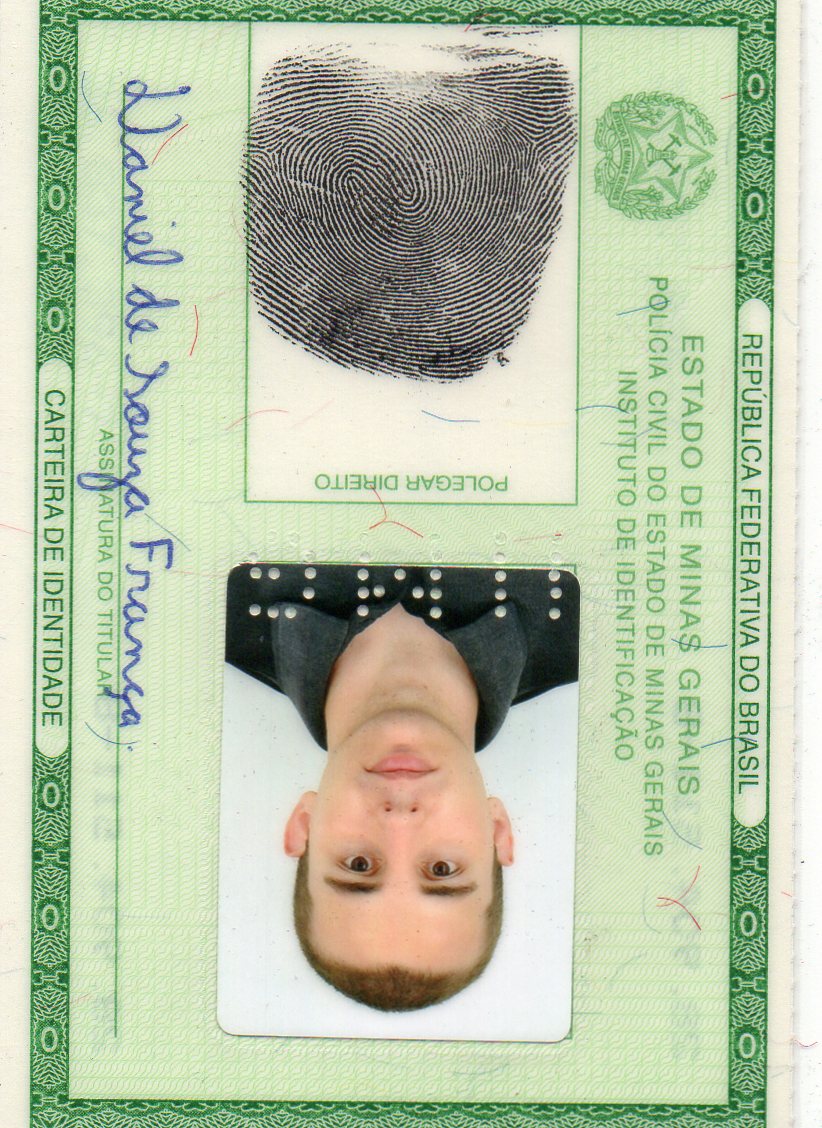 REPÚBLICA FEDERATIVA DO BRASIL
ESTADO DE MINAS GERAIS
POLÍCIA CIVIL DO ESTADO DE MINAS GERAIS
INSTITUTO DE IDENTIFICAÇÃO
POLEGAR DIREITO
Daniel de Souza França
ASSINATURA DO TITULAR
CARTEIRA DE IDENTIDADE